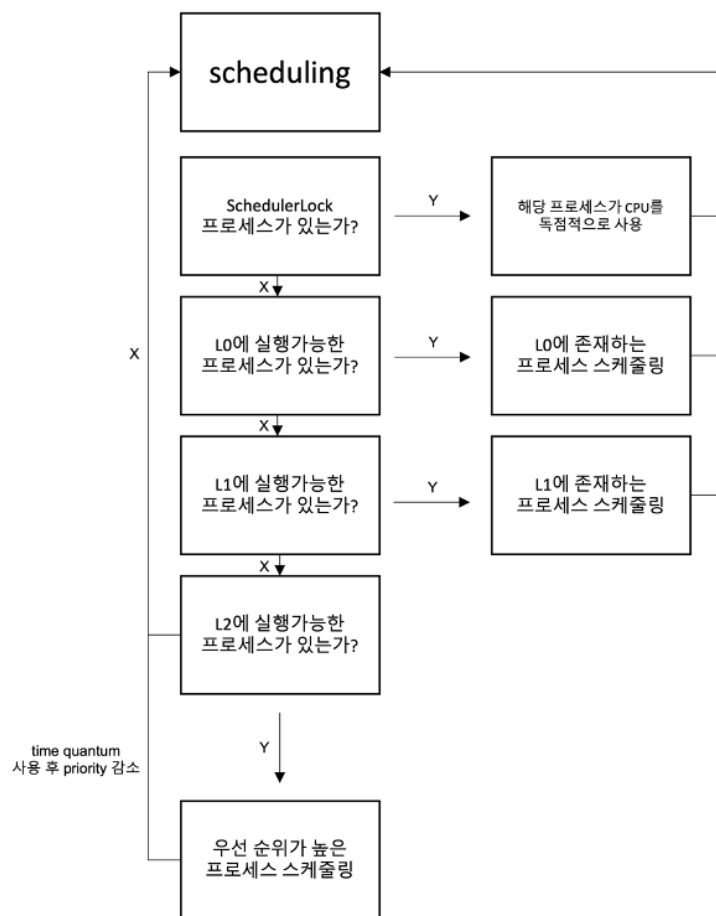 scheduling
SchedulerLock
프로세스가 있는가?
Y
해당 프로세스가 CPU를
독점적으로 사용
X
L0에 실행가능한
프로세스가 있는가?
Y
L0에 존재하는
프로세스 스케줄링
X
X
L1에 실행가능한
프로세스가 있는가?
Y
L1에 존재하는
프로세스 스케줄링
X
L2에 실행가능한
프로세스가 있는가?
Y
time quantum
사용 후 priority 감소
우선 순위가 높은
프로세스 스케줄링